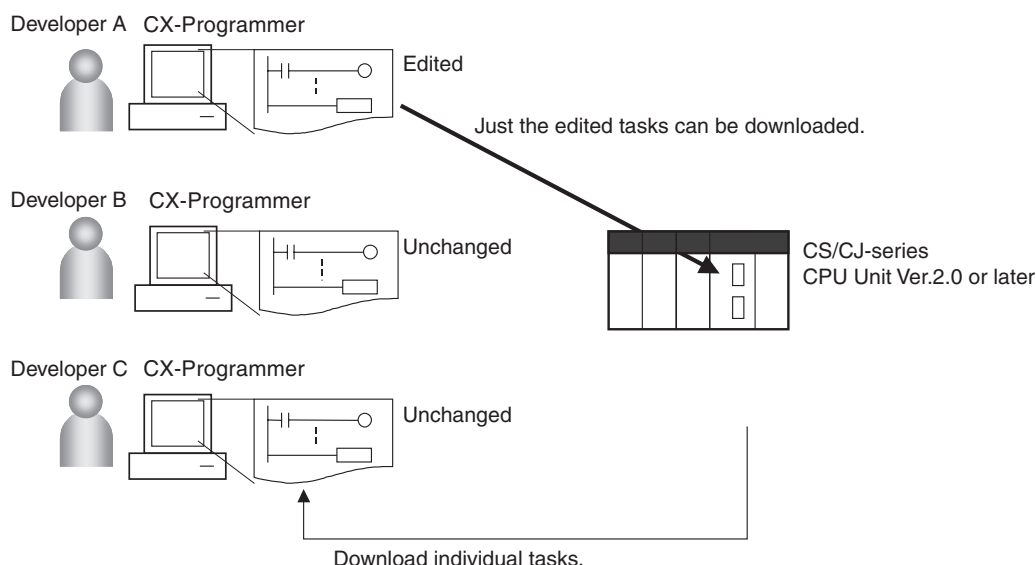 Developer A CX-Programmer
Edited
Just the edited tasks can be downloaded.
Developer B CX-Programmer
Unchanged
CS/CJ-series
CPU Unit Ver.2.0 or later
Developer C CX-Programmer
Unchanged
Download individual tasks.